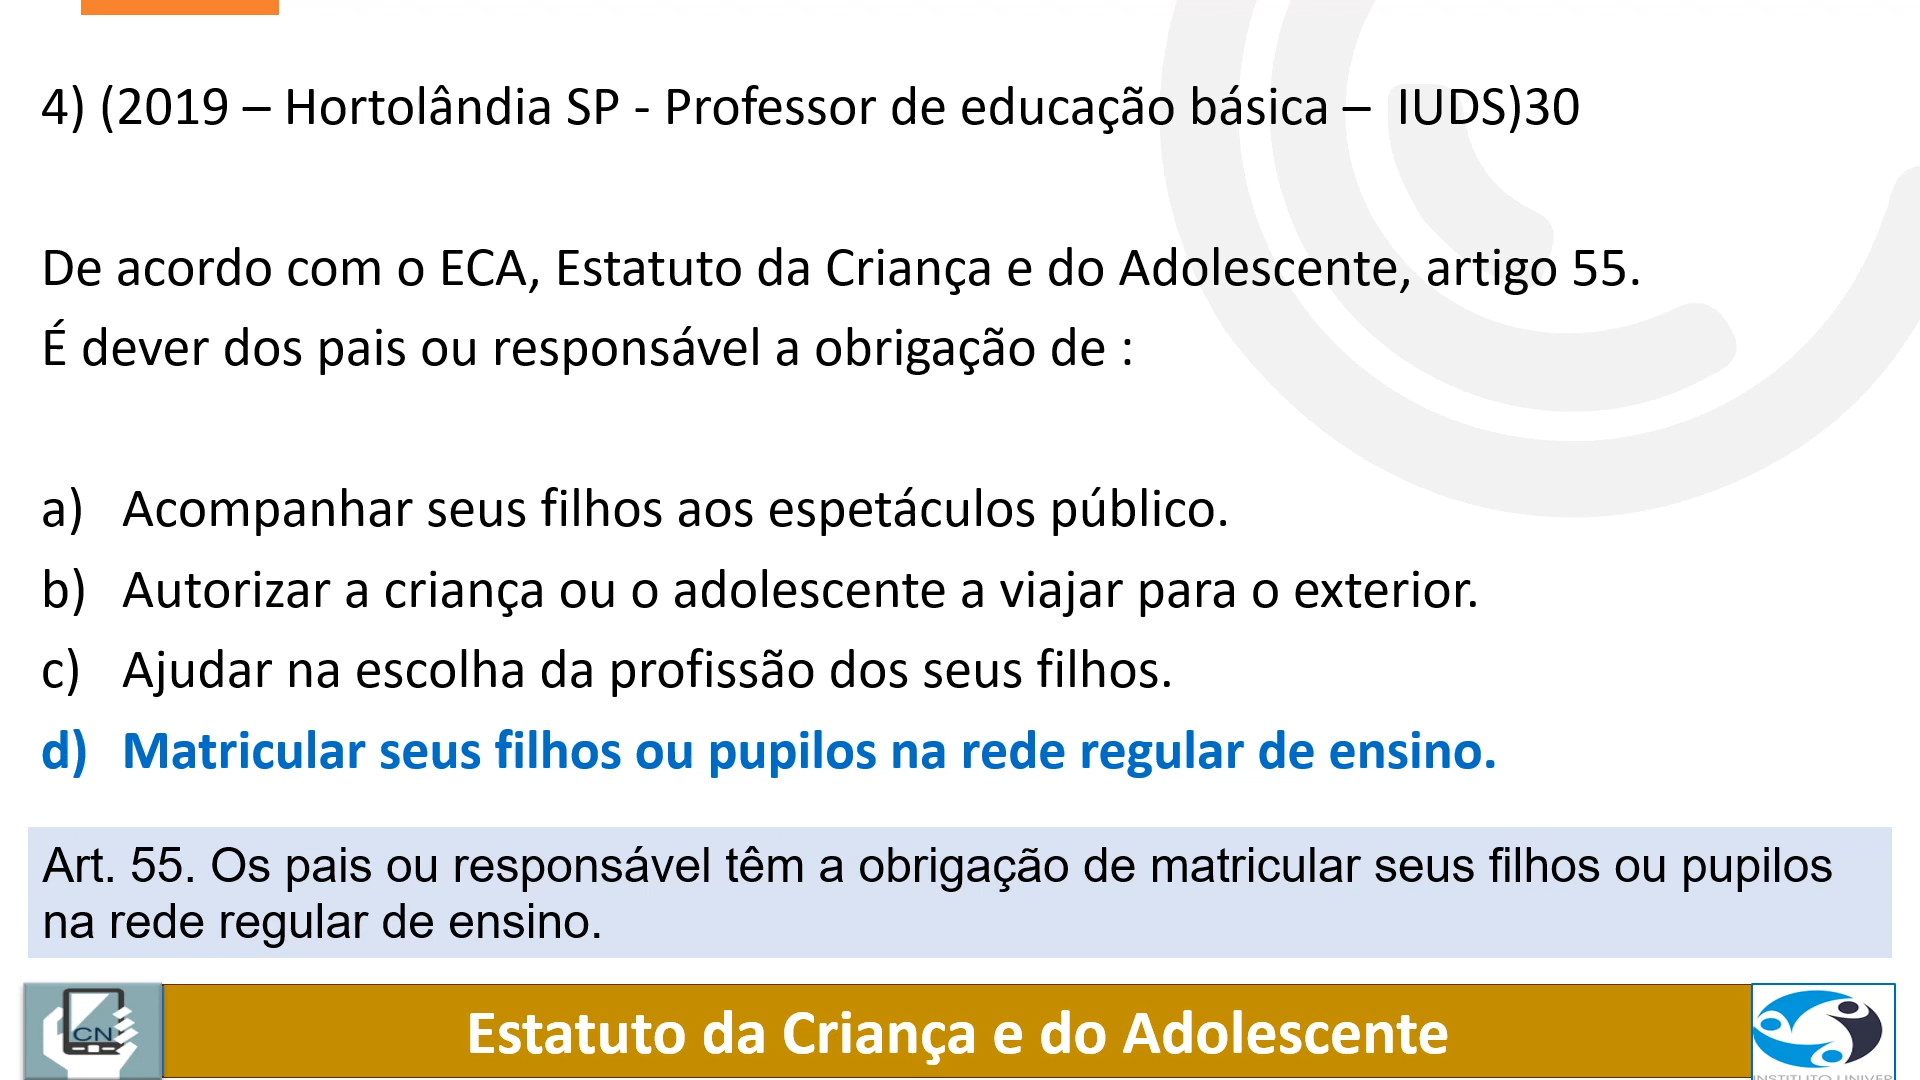 4) (2019 – Hortolândia SP - Professor de educação básica – IUDS)30
De acordo com o ECA, Estatuto da Criança e do Adolescente, artigo 55.
É dever dos pais ou responsável a obrigação de :
a) Acompanhar seus filhos aos espetáculos público.
b) Autorizar a criança ou o adolescente a viajar para o exterior.
c) Ajudar na escolha da profissão dos seus filhos.
d) Matricular seus filhos ou pupilos na rede regular de ensino.
Art. 55. Os pais ou responsável têm a obrigação de matricular seus filhos ou pupilos
na rede regular de ensino.
CN
Estatuto da Criança e do Adolescente